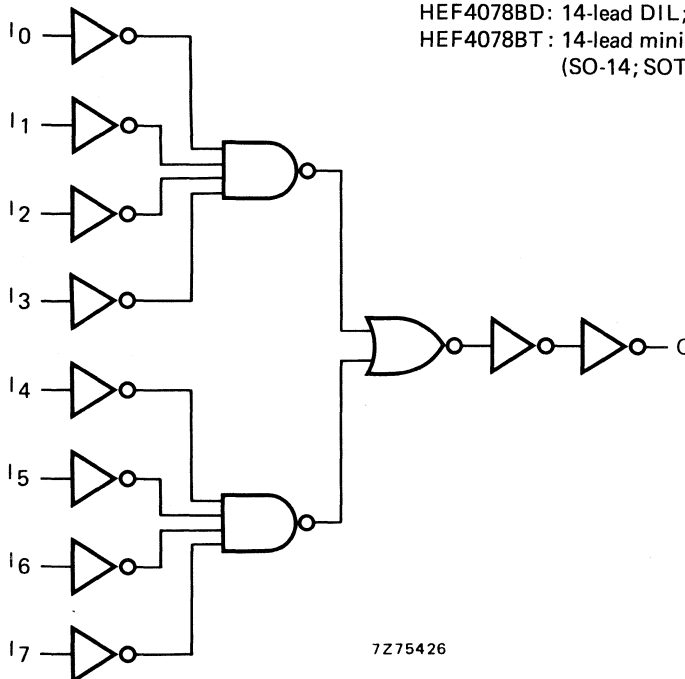 HEF4078BD: 14-lead DIL;
HEF4078BT: 14-lead mini
(SO-14; SOT
I0
I1
I2
I3
I4
I5
I6
I7
7Z75426